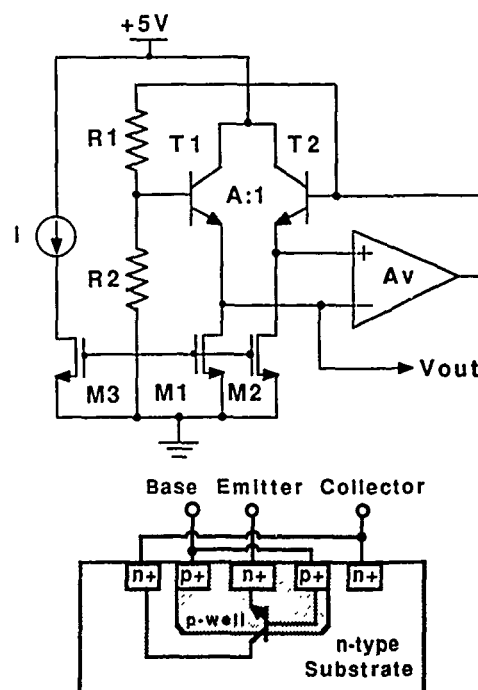 +5V
R1
T1
T2
A:1
I
R2
+
Av
−
M3
M1
M2
Vout
Base Emitter Collector
n+ p+ n+ p+ n+
p-well
n-type
Substrate